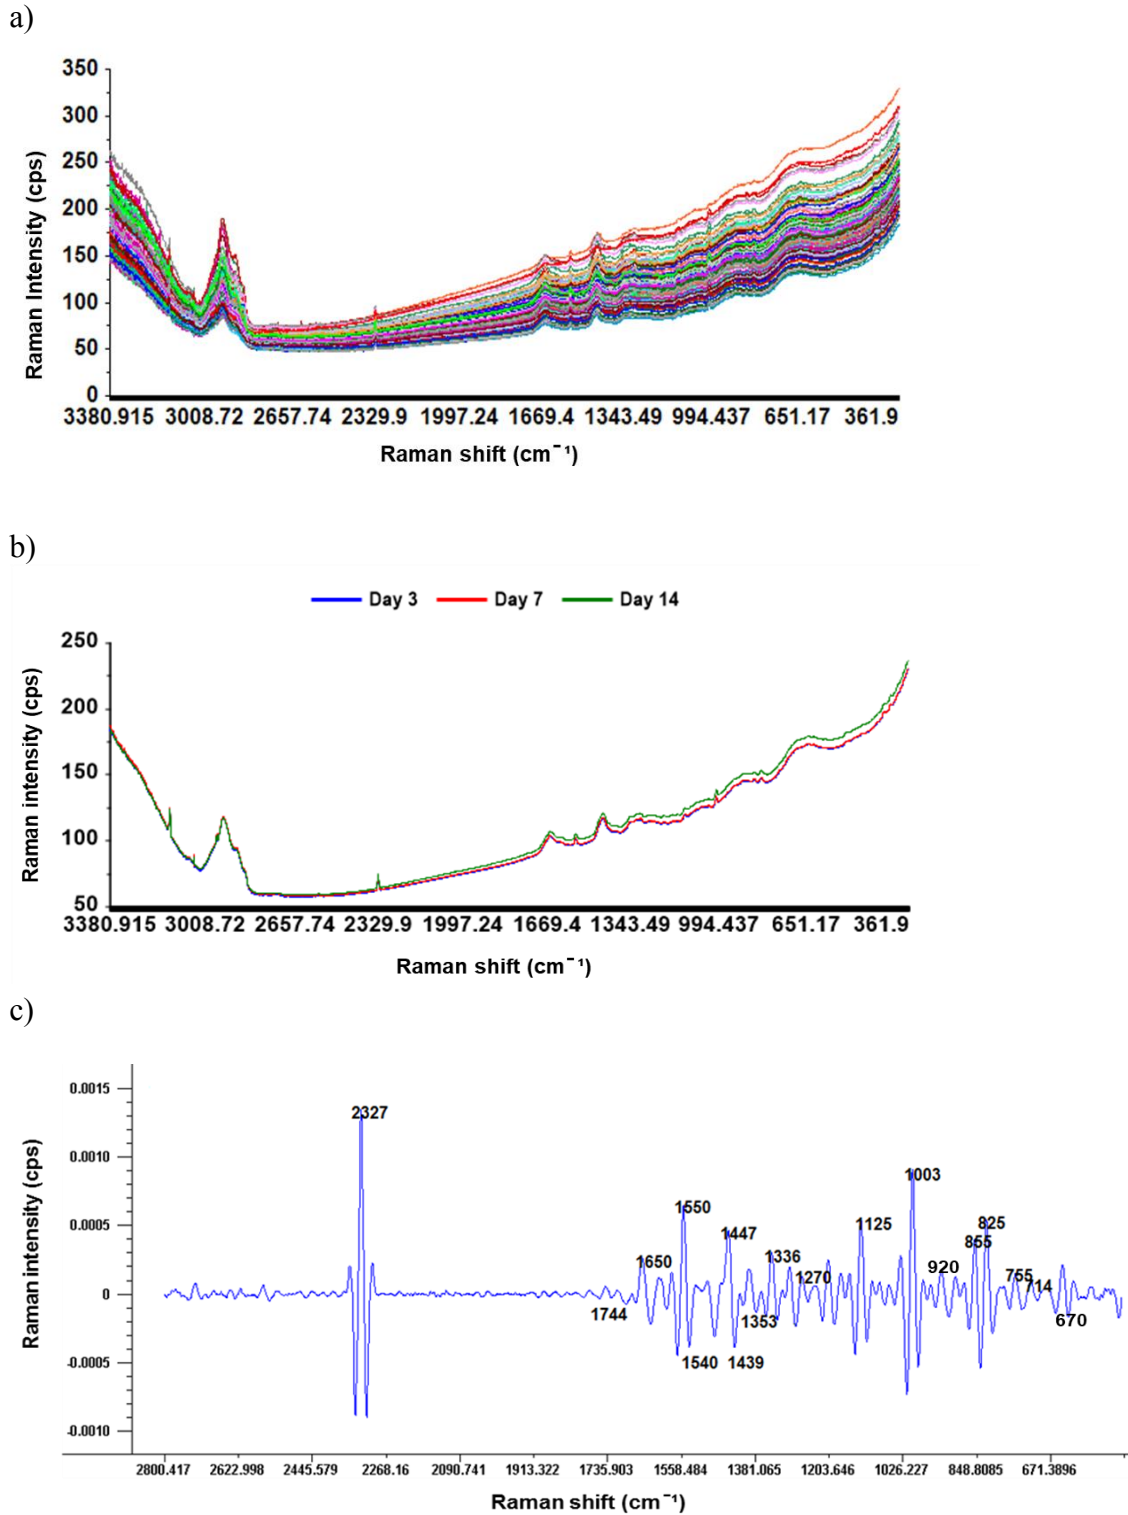 a)
350
300
250
200
150
100
50
0
Raman Intensity (cps)
3380.915 3008.72 2657.74 2329.9 1997.24 1669.4 1343.49 994.437 651.17 361.9
Raman shift (cm⁻¹)
b)
Day 3 Day 7 Day 14
250
200
150
100
50
Raman intensity (cps)
3380.915 3008.72 2657.74 2329.9 1997.24 1669.4 1343.49 994.437 651.17 361.9
Raman shift (cm⁻¹)
c)
0.0015
0.0010
0.0005
0
-0.0005
-0.0010
Raman intensity (cps)
2327
1744
1650
1550
1540
1447
1439
1353
1336
1270
1125
1003
920
855
825
755
714
670
2800.417 2622.998 2445.579 2268.16 2090.741 1913.322 1735.903 1558.484 1381.065 1203.646 1026.227 848.8085 671.3896
Raman shift (cm⁻¹)